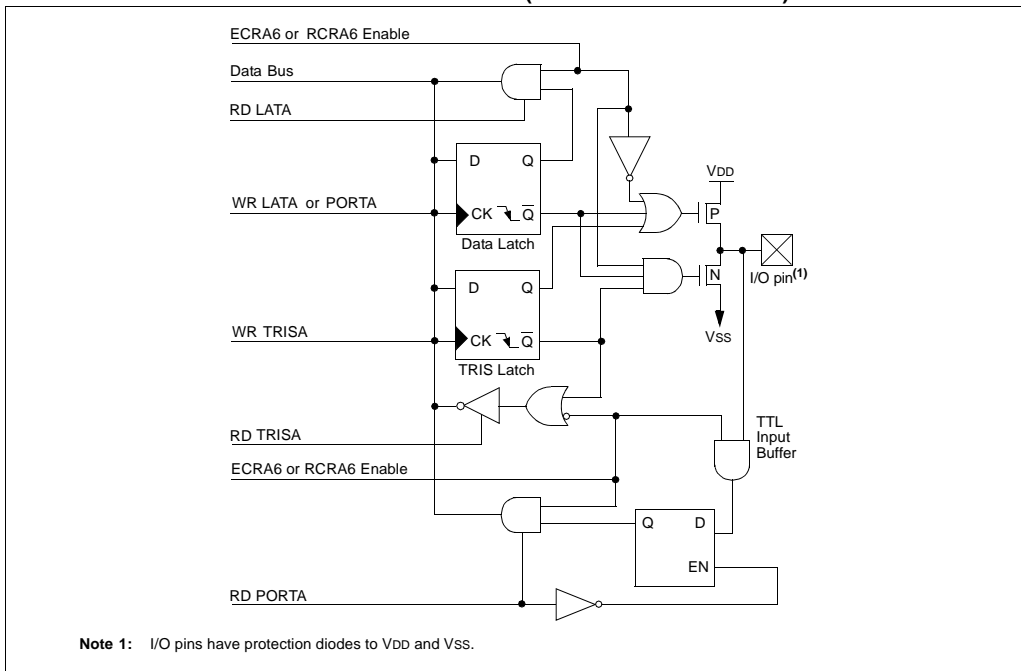 ECRA6 or RCRA6 Enable
Data Bus
RD LATA
D Q
VDD
WR LATA or PORTA
CK Q
P
Data Latch
I/O pin(1)
D Q
N
WR TRISA
CK Q
VSS
TRIS Latch
TTL
Input
Buffer
RD TRISA
ECRA6 or RCRA6 Enable
Q D
EN
RD PORTA
Note 1: I/O pins have protection diodes to VDD and VSS.